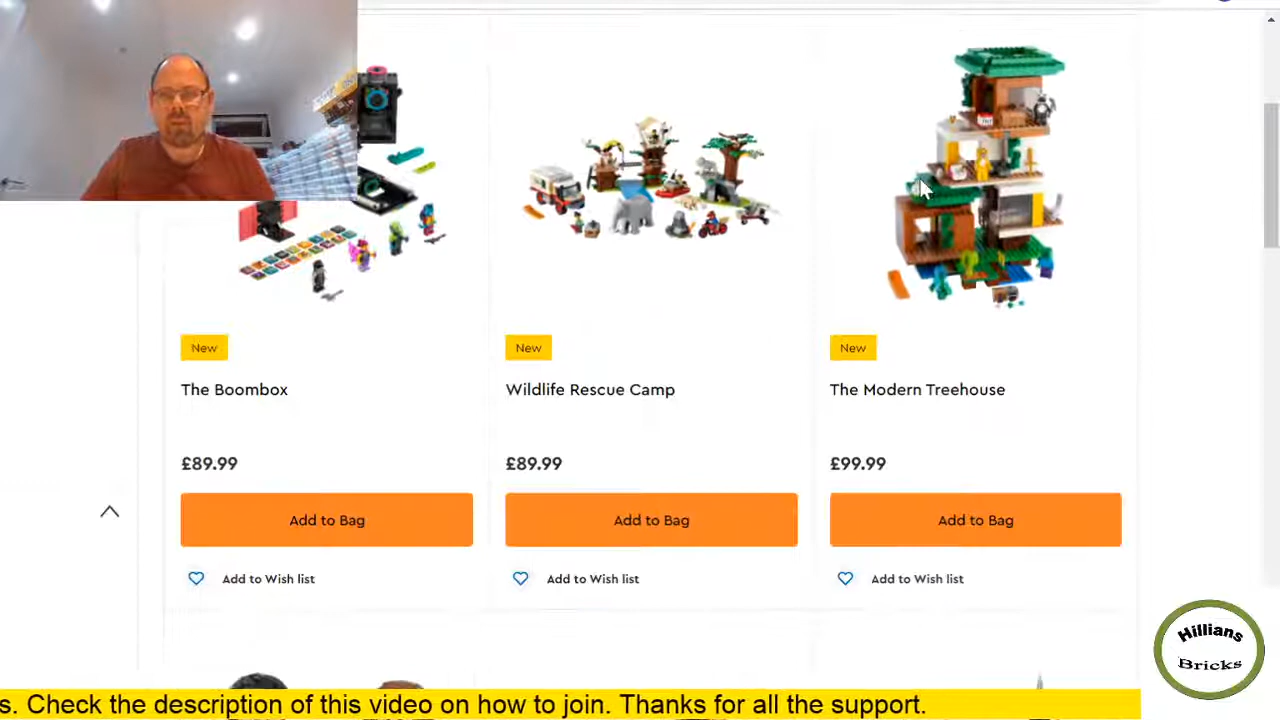 New
New
New
The Boombox
Wildlife Rescue Camp
The Modern Treehouse
£89.99
£89.99
£99.99
Add to Bag
Add to Bag
Add to Bag
Add to Wish list
Add to Wish list
Add to Wish list
Hillians
Bricks
s. Check the description of this video on how to join. Thanks for all the support.